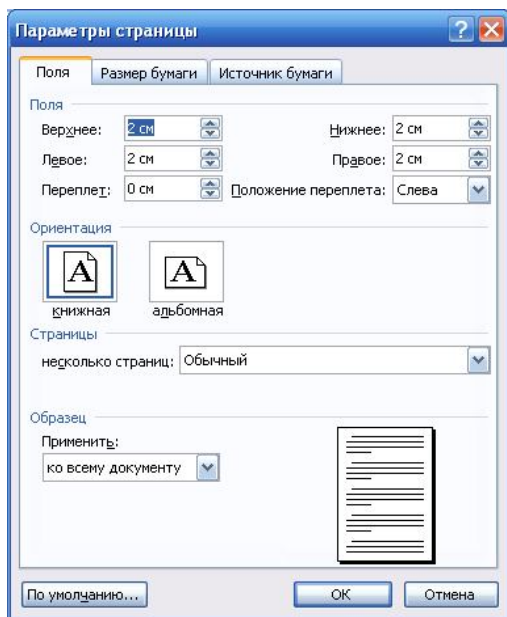 Параметры страницы
Поля Размер бумаги Источник бумаги
Поля
Верхнее: 2 см Нижнее: 2 см
Левое: 2 см Правое: 2 см
Переплет: 0 см Положение переплета: Слева
Ориентация
A A
книжная альбомная
Страницы
несколько страниц: Обычный
Образец
Применить:
ко всему документу
По умолчанию... ОК Отмена